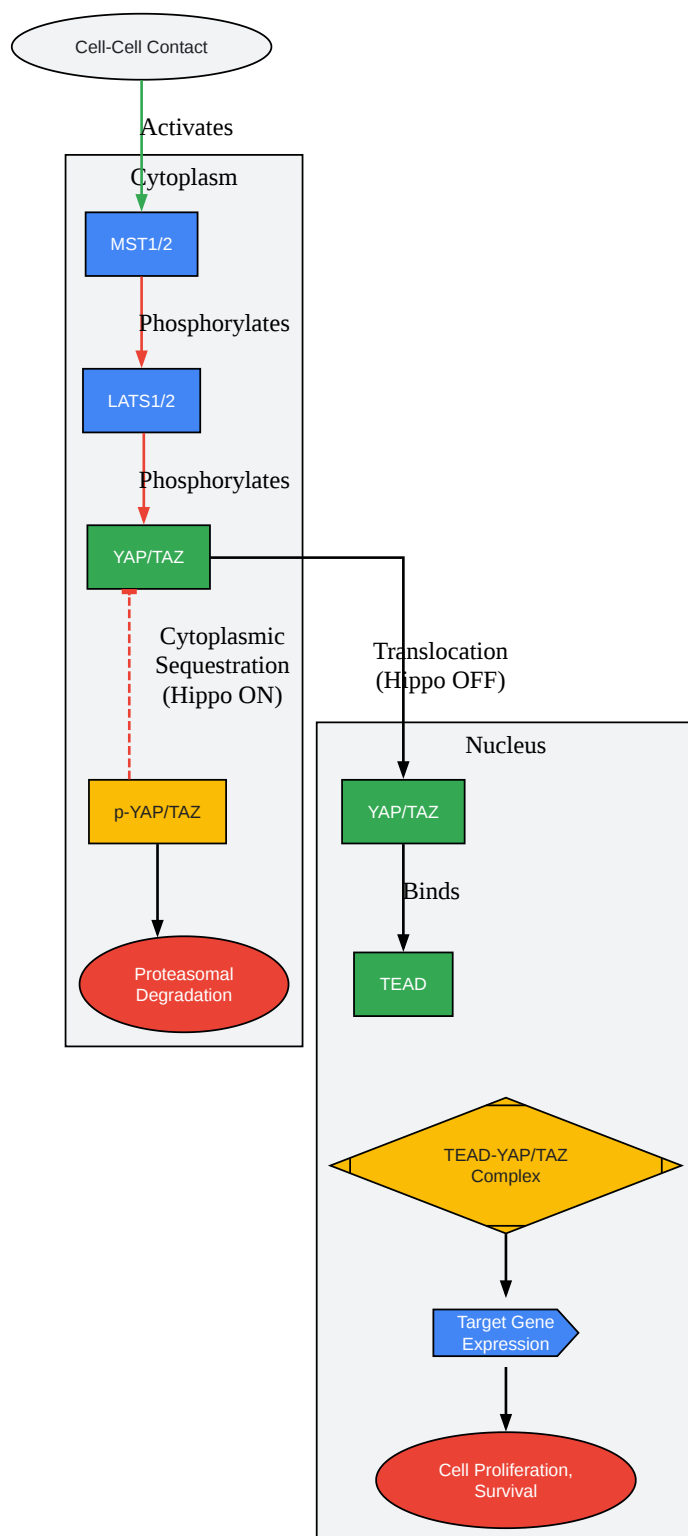 Cell-Cell Contact
Activates
Cytoplasm
MST1/2
Phosphorylates
LATS1/2
Phosphorylates
YAP/TAZ
Cytoplasmic
Sequestration
(Hippo ON)
Translocation
(Hippo OFF)
Nucleus
p-YAP/TAZ
YAP/TAZ
Binds
Proteasomal
Degradation
TEAD
TEAD-YAP/TAZ
Complex
Target Gene
Expression
Cell Proliferation,
Survival